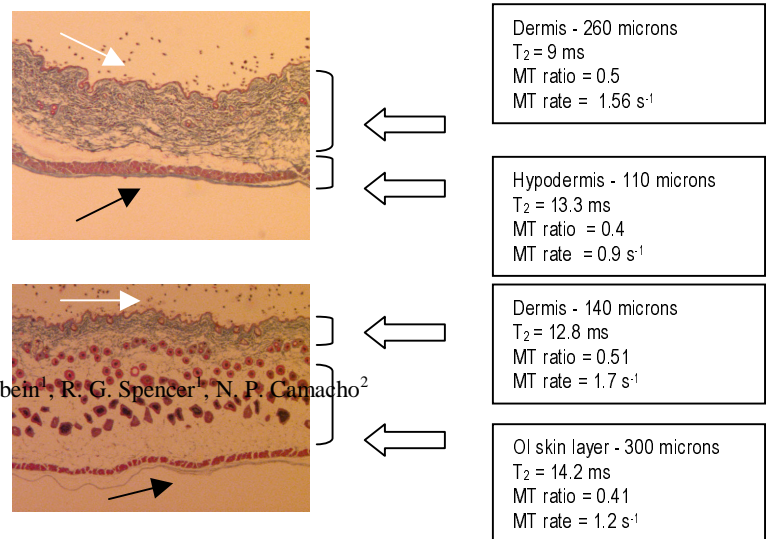 Dermis - 260 microns
T₂ = 9 ms
MT ratio = 0.5
MT rate = 1.56 s⁻¹
Hypodermis - 110 microns
T₂ = 13.3 ms
MT ratio = 0.4
MT rate = 0.9 s⁻¹
Dermis - 140 microns
T₂ = 12.8 ms
MT ratio = 0.51
MT rate = 1.7 s⁻¹
bein¹, R. G. Spencer¹, N. P. Camacho²
OI skin layer - 300 microns
T₂ = 14.2 ms
MT ratio = 0.41
MT rate = 1.2 s⁻¹